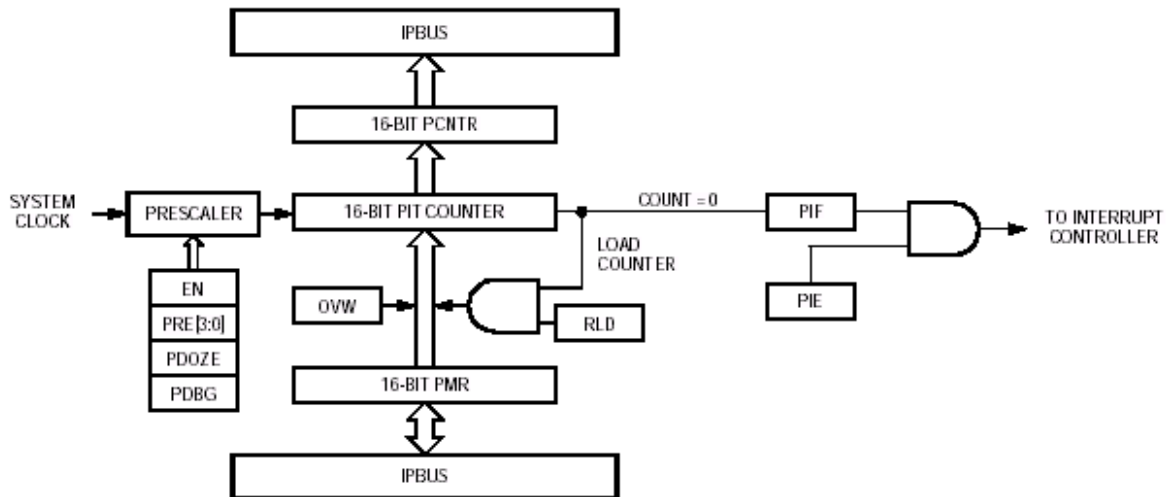 IPBUS
16-BIT PCNTR
SYSTEM
CLOCK
PRESCALER
16-BIT PIT COUNTER
COUNT = 0
PIF
TO INTERRUPT
CONTROLLER
LOAD
COUNTER
EN
PRE[3:0]
PDOZE
PDBG
OVW
RLD
PIE
16-BIT PMR
IPBUS